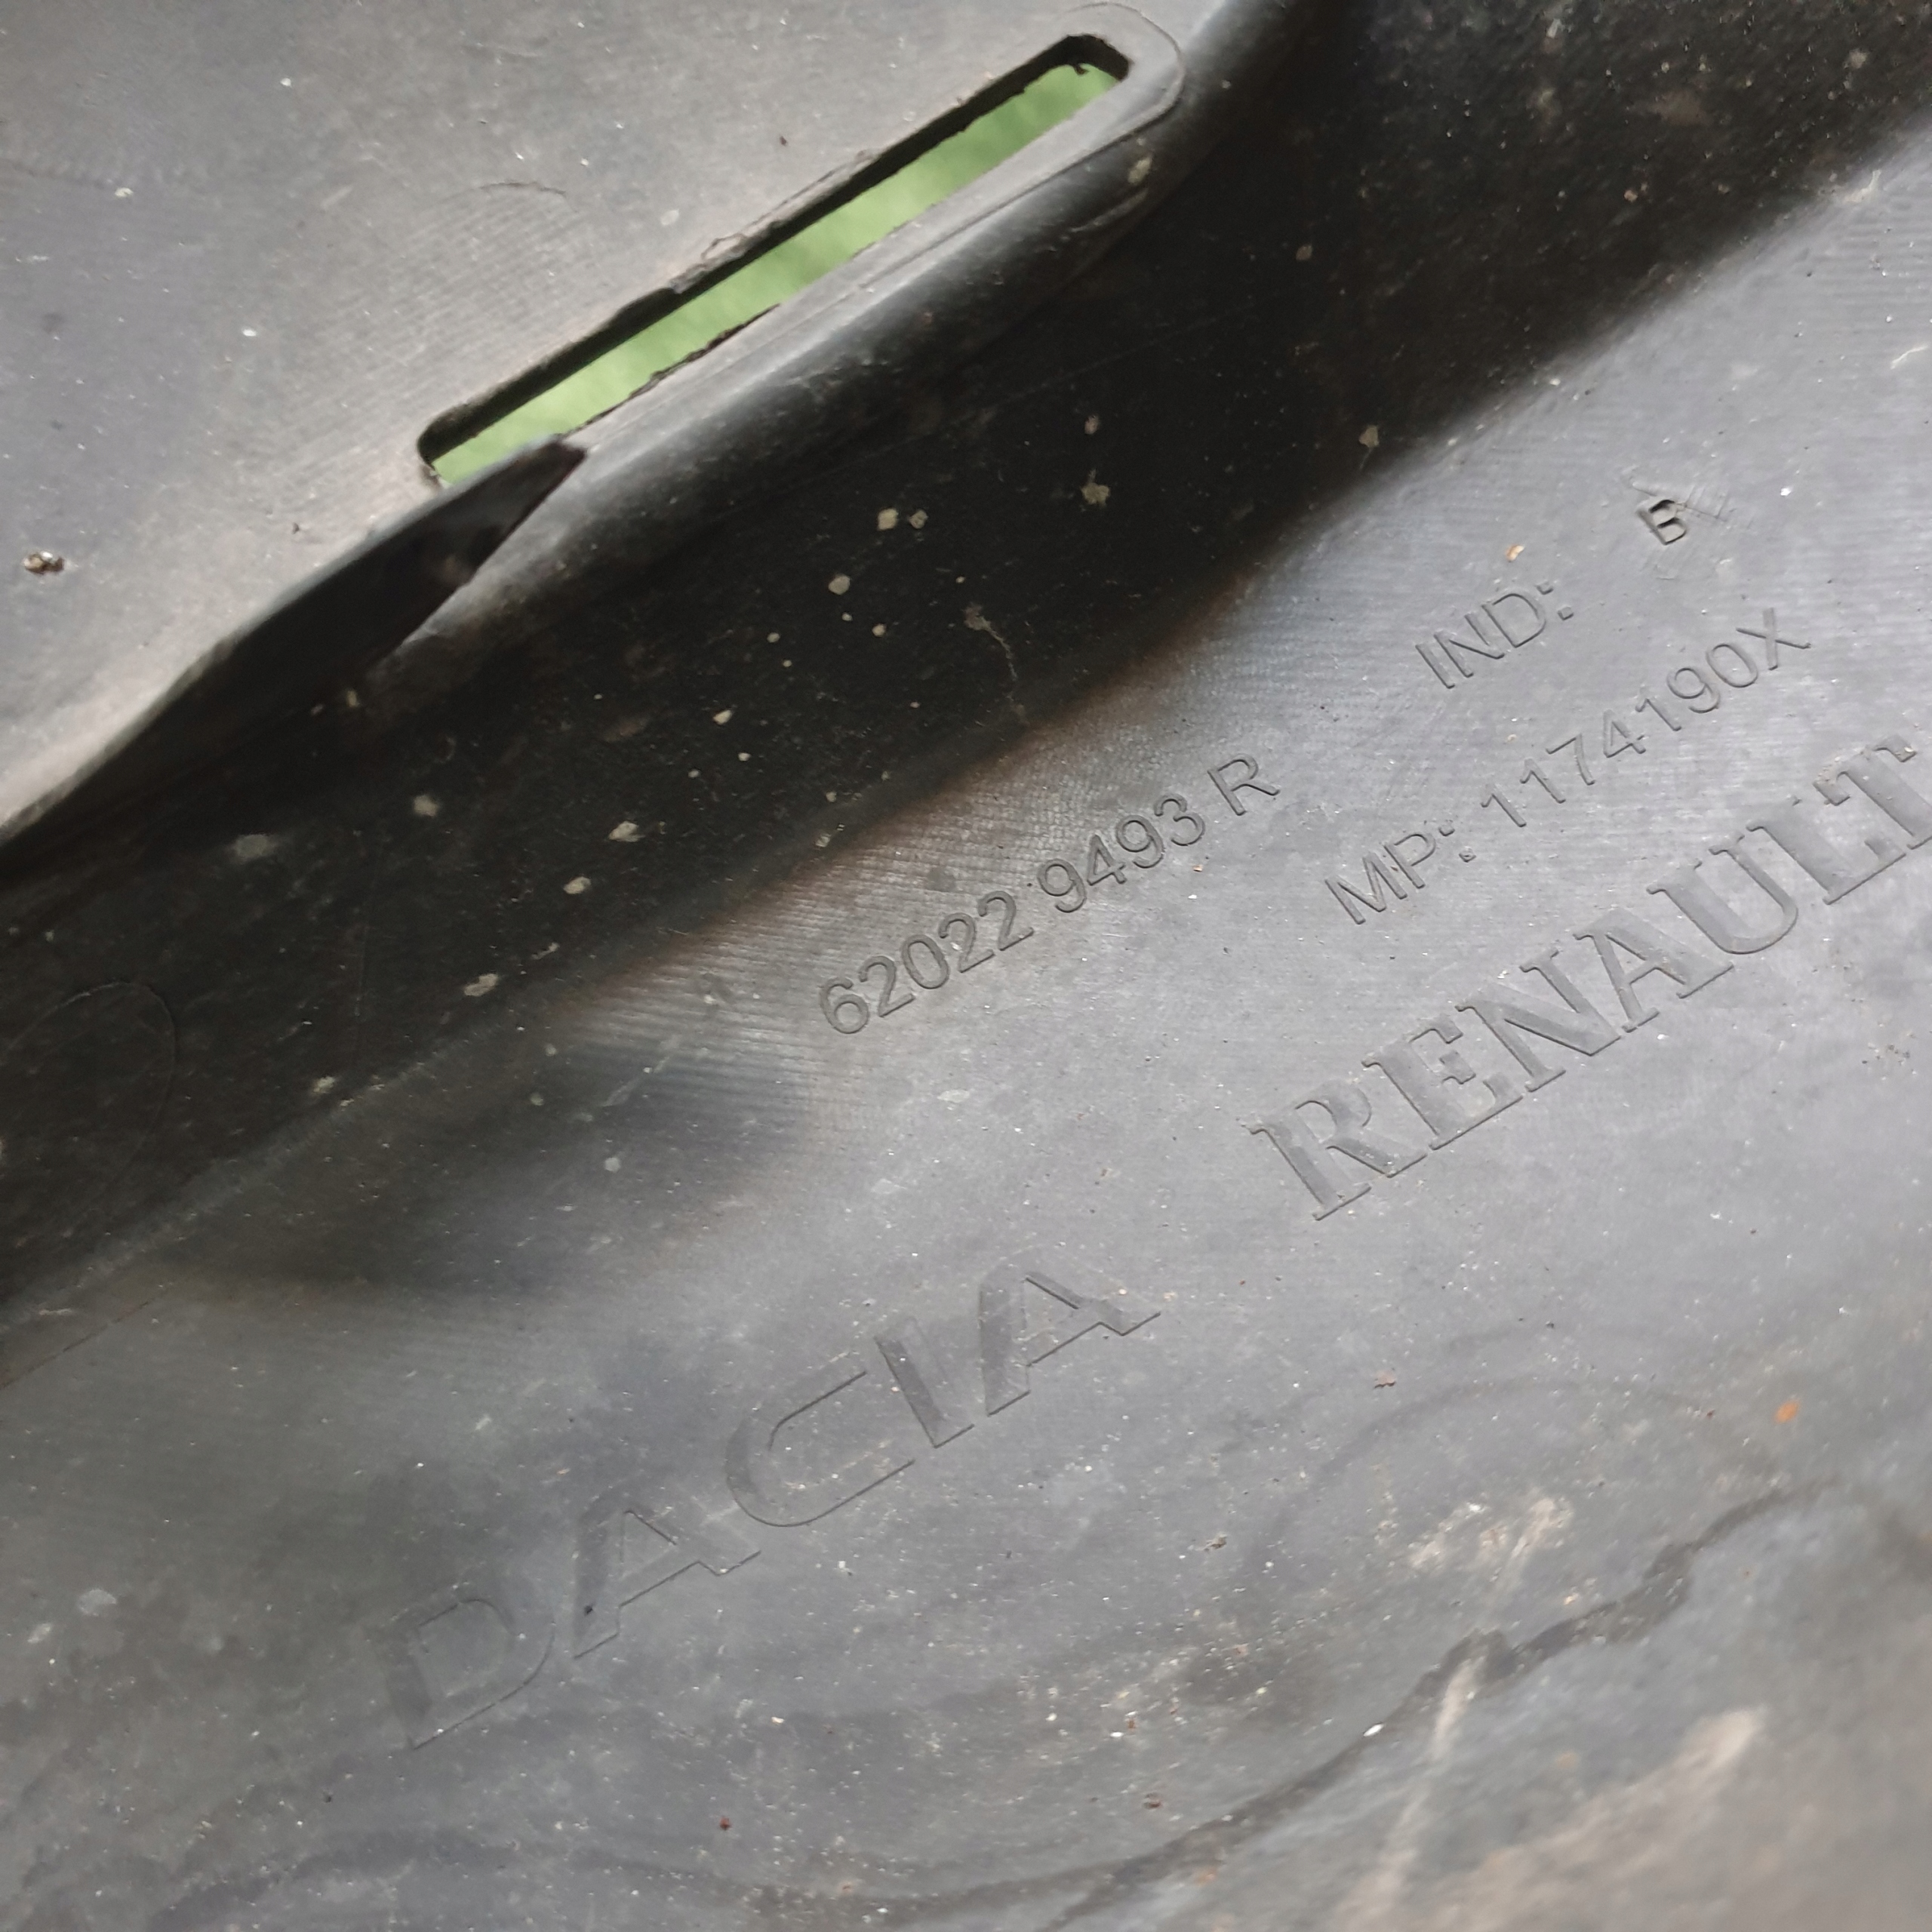 62022 9493 R
IND: B
MP: 1174190X
DACIA RENAULT